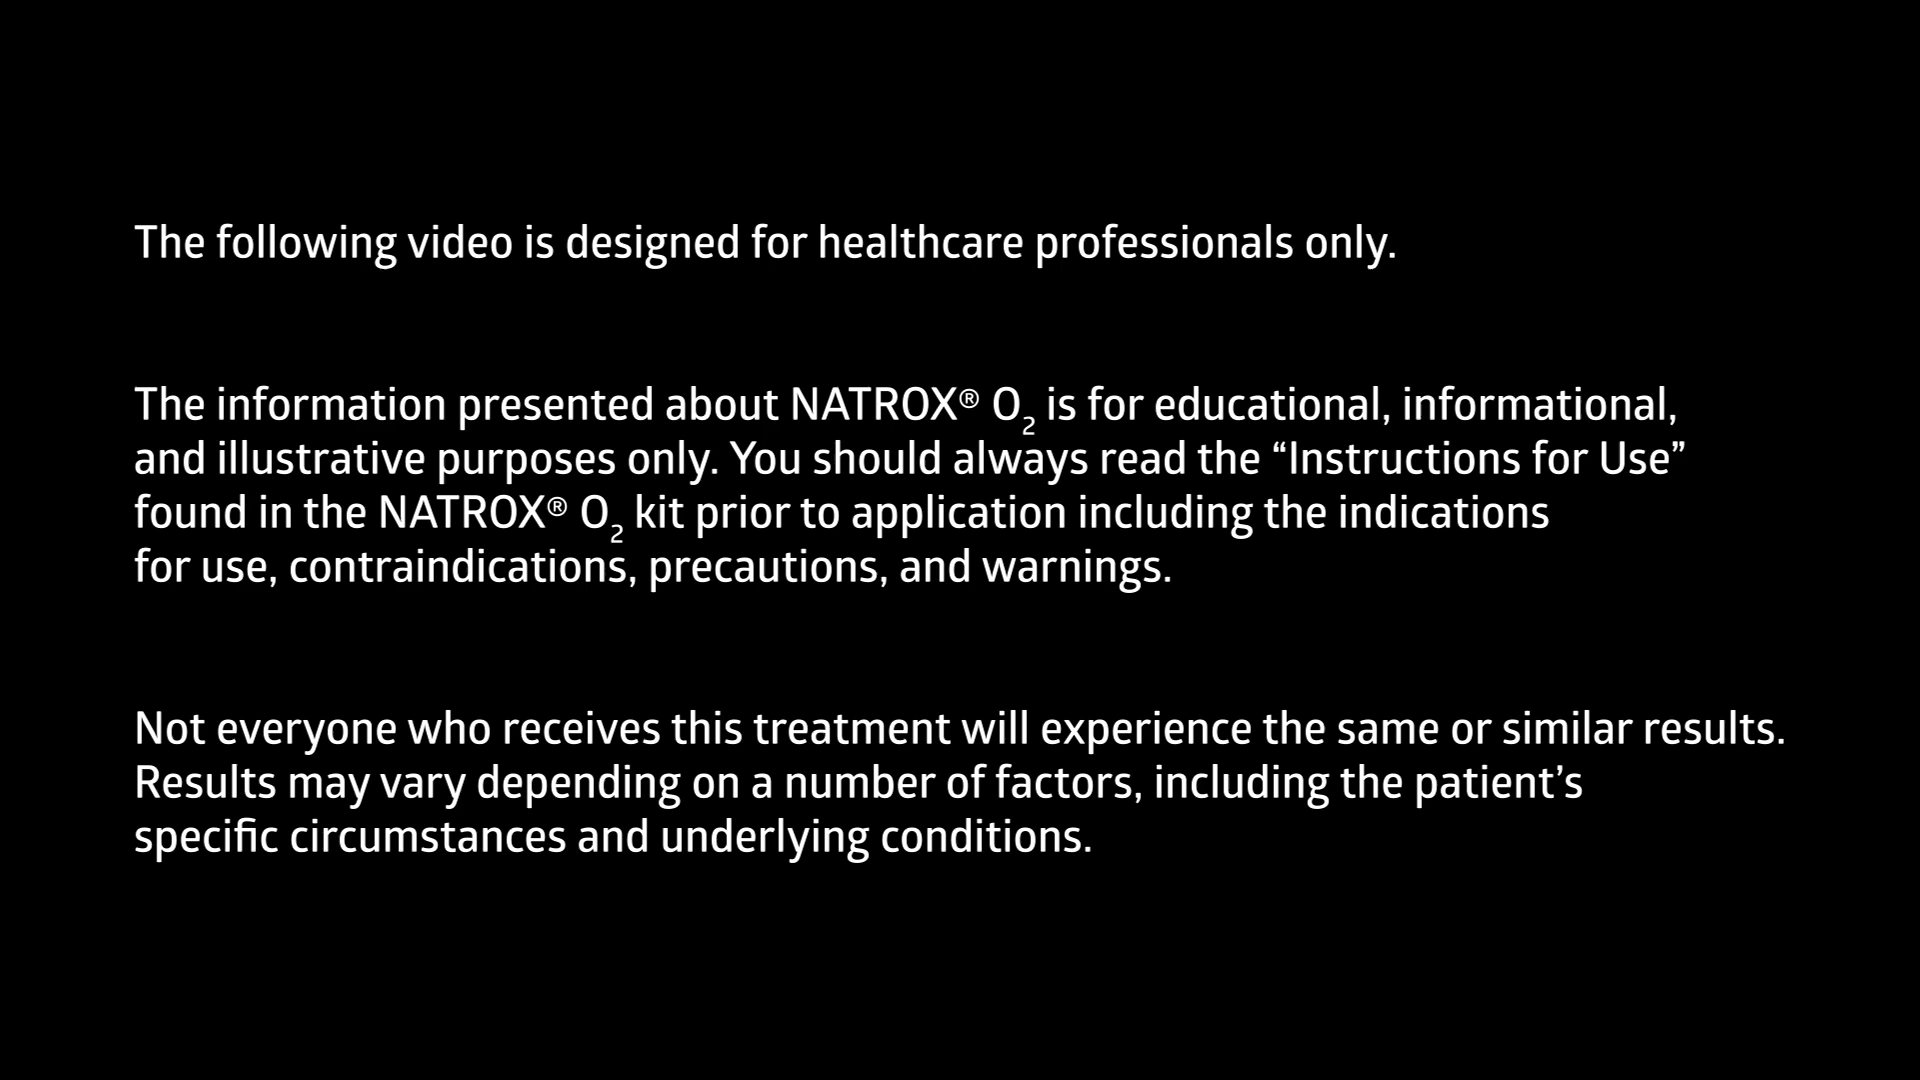 The following video is designed for healthcare professionals only.
The information presented about NATROX® O₂ is for educational, informational,
and illustrative purposes only. You should always read the “Instructions for Use”
found in the NATROX® O₂ kit prior to application including the indications
for use, contraindications, precautions, and warnings.
Not everyone who receives this treatment will experience the same or similar results.
Results may vary depending on a number of factors, including the patient’s
specific circumstances and underlying conditions.